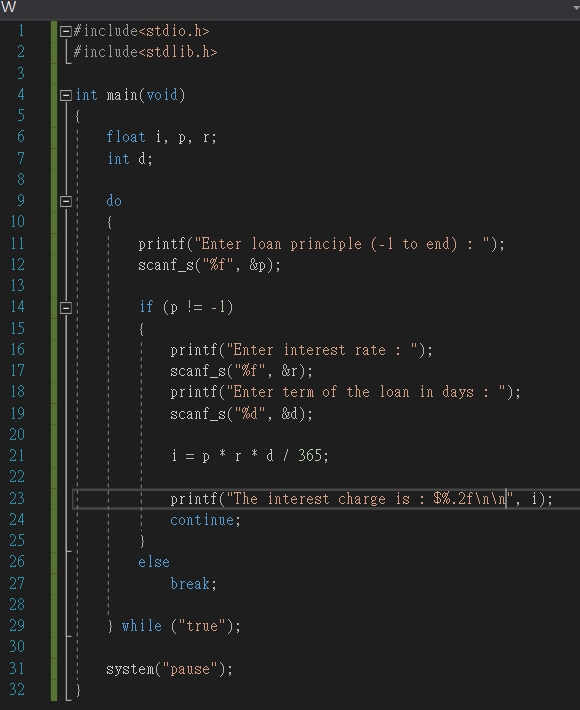 W
1 #include<stdio.h>
2 #include<stdlib.h>
3
4 int main(void)
5 {
6 float i, p, r;
7 int d;
8
9 do
10 {
11 printf("Enter loan principle (-1 to end) : ");
12 scanf_s("%f", &p);
13
14 if (p != -1)
15 {
16 printf("Enter interest rate : ");
17 scanf_s("%f", &r);
18 printf("Enter term of the loan in days : ");
19 scanf_s("%d", &d);
20
21 i = p * r * d / 365;
22
23 printf("The interest charge is : $%.2f\n\n", i);
24 continue;
25 }
26 else
27 break;
28
29 } while ("true");
30
31 system("pause");
32 }